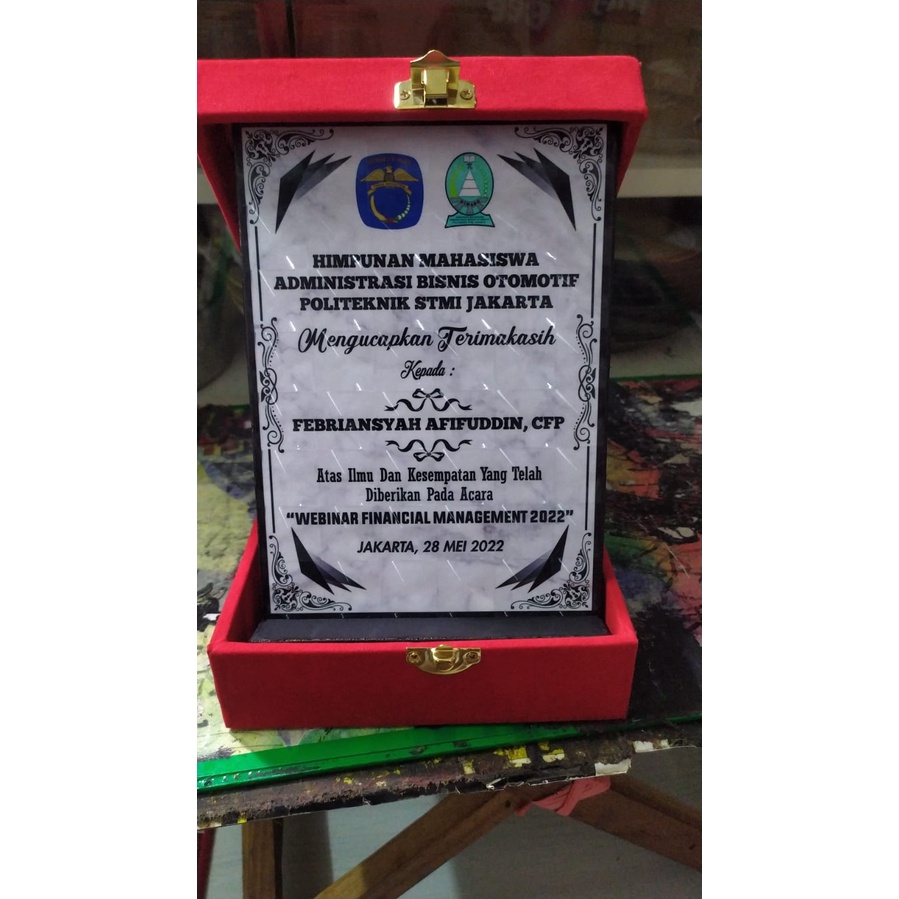 HIMPUNAN MAHASISWA
ADMINISTRASI BISNIS OTOMOTIF
POLITEKNIK STMI JAKARTA
Mengucapkan Terimakasih
Kepada :
FEBRIANSYAH AFIFUDDIN, CFP
Atas Ilmu Dan Kesempatan Yang Telah
Diberikan Pada Acara
“WEBINAR FINANCIAL MANAGEMENT 2022”
JAKARTA, 28 MEI 2022